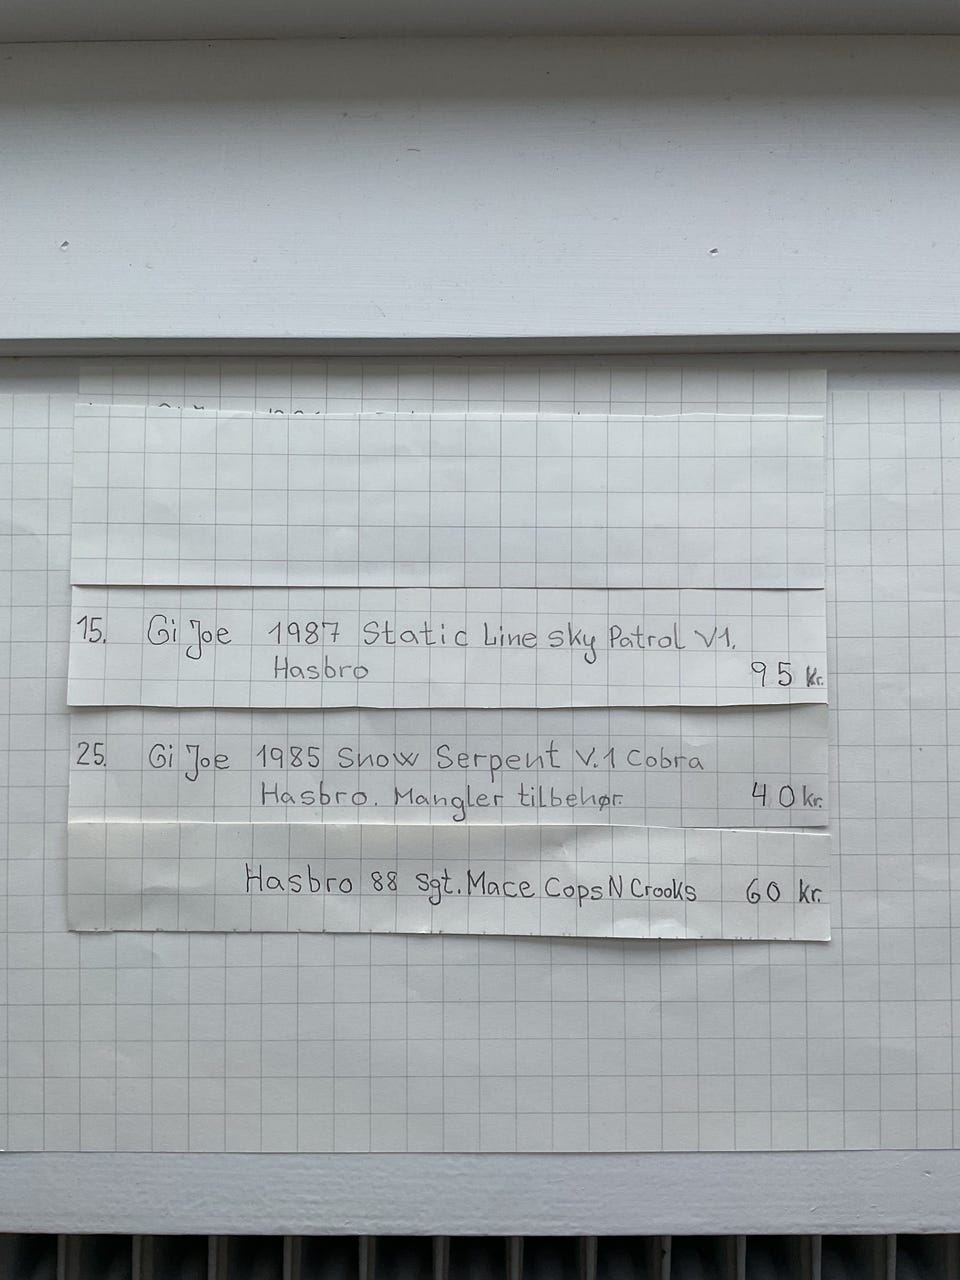 15. Gi Joe 1987 Static Line sky Patrol V1.
Hasbro 95 kr.
25. Gi Joe 1985 Snow Serpent V.1 Cobra
Hasbro. Mangler tilbehør. 40 kr.
Hasbro 88 Sgt. Mace Cops N Crooks 60 kr.